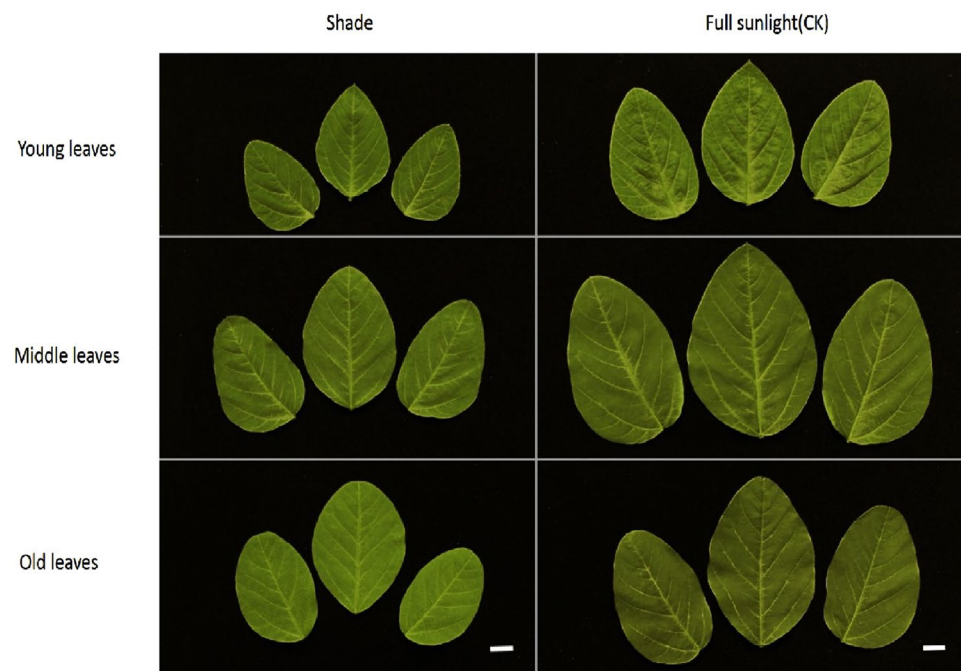 Shade
Full sunlight(CK)
Young leaves
Middle leaves
Old leaves